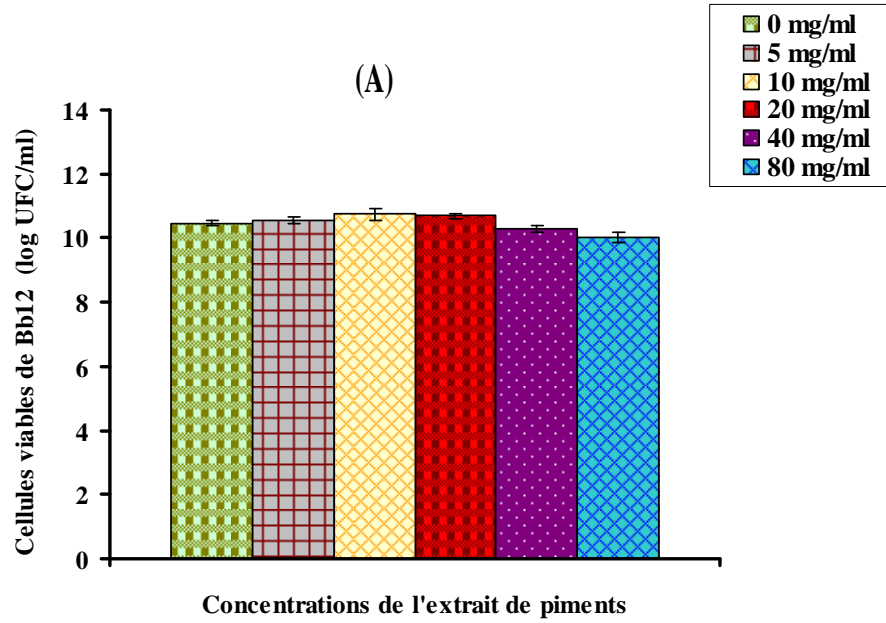 0 mg/ml
5 mg/ml
10 mg/ml
20 mg/ml
40 mg/ml
80 mg/ml
(A)
Cellules viables de Bb12 (log UFC/ml)
14
12
10
8
6
4
2
0
Concentrations de l'extrait de piments